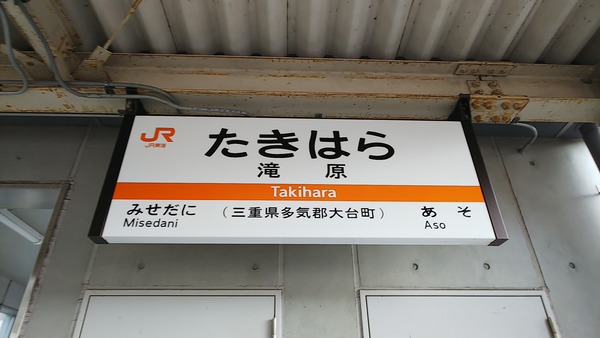 JR
JR東海
たきはら
滝原
Takihara
みせだに （三重県多気郡大台町） あそ
Misedani Aso